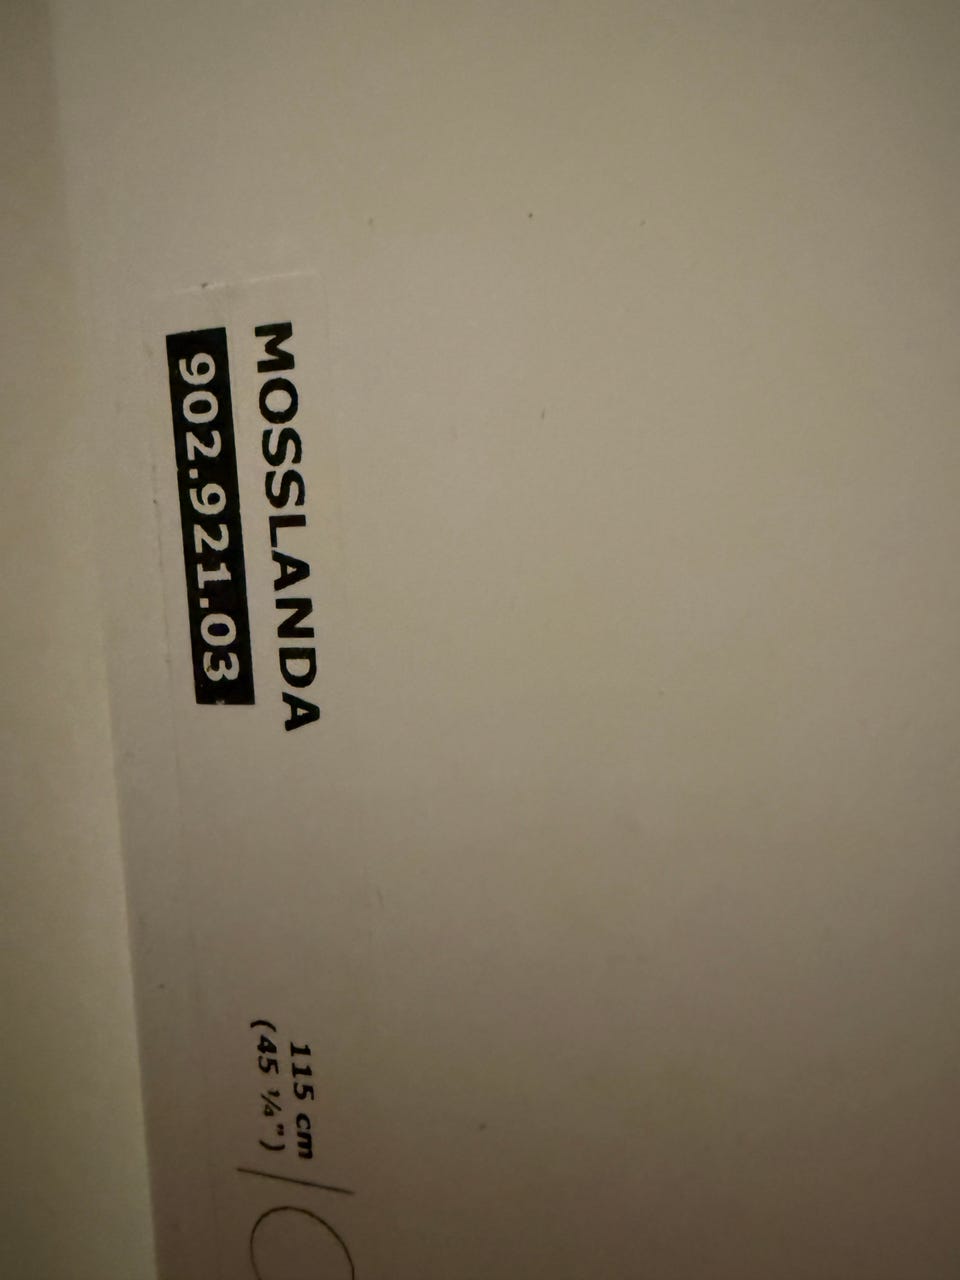 MOSSLANDA
902.921.03
115 cm
(45 ¼")